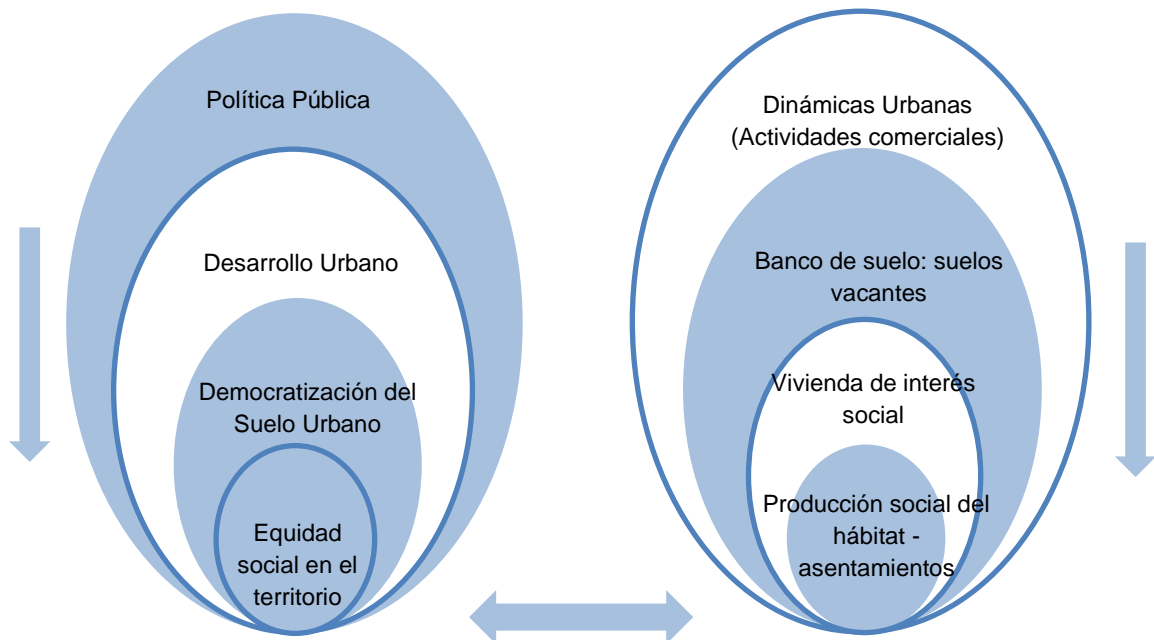 Política Pública
Desarrollo Urbano
Democratización del
Suelo Urbano
Equidad
social en el
territorio
Dinámicas Urbanas
(Actividades comerciales)
Banco de suelo: suelos
vacantes
Vivienda de interés
social
Producción social del
hábitat -
asentamientos